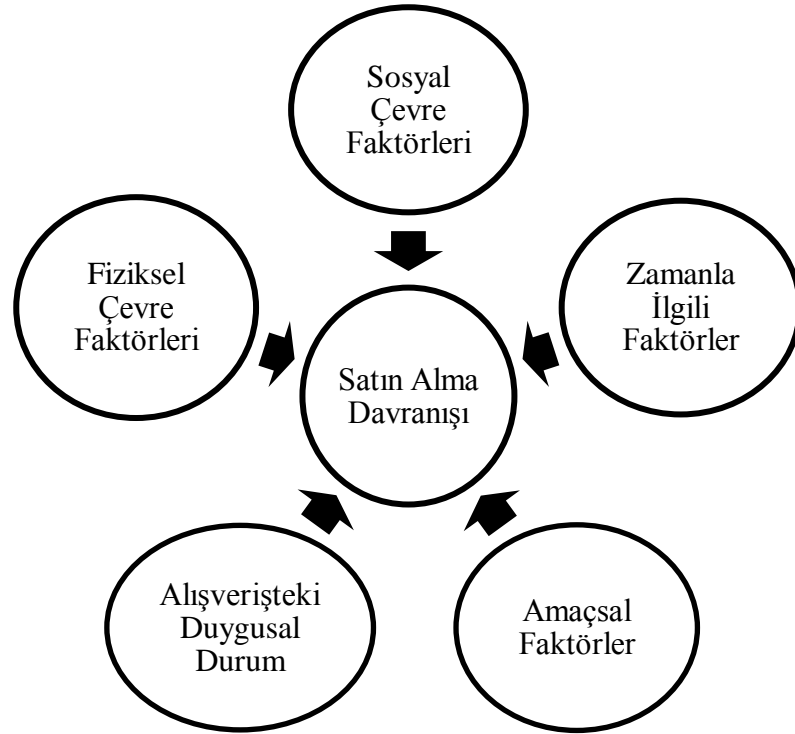 Sosyal
Çevre
Faktörleri
Fiziksel
Çevre
Faktörleri
Zamanla
İlgili
Faktörler
Satın Alma
Davranışı
Alışverişteki
Duygusal
Durum
Amaçsal
Faktörler